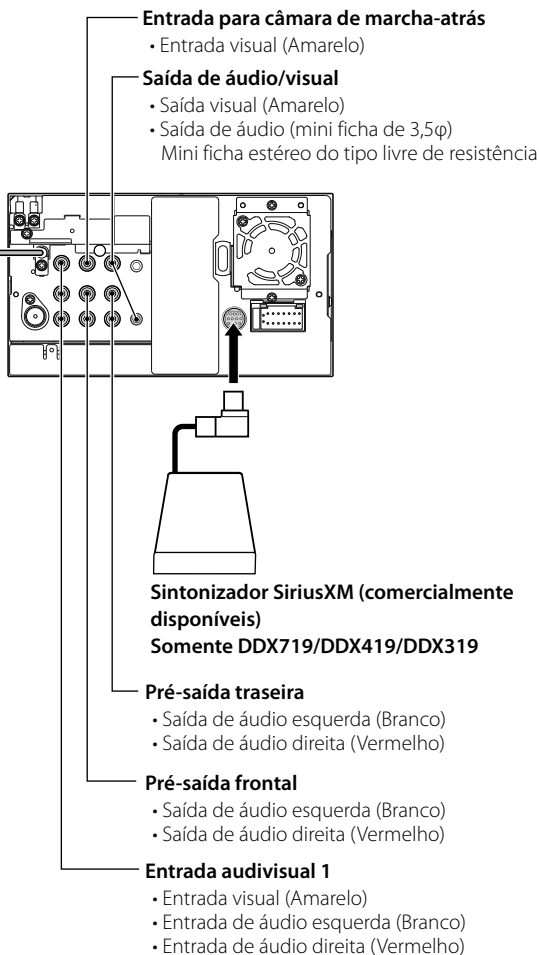 Entrada para câmara de marcha-atrás
• Entrada visual (Amarelo)
Saída de áudio/visual
• Saída visual (Amarelo)
• Saída de áudio (mini ficha de 3,5φ)
Mini ficha estéreo do tipo livre de resistência
Sintonizador SiriusXM (comercialmente
disponíveis)
Somente DDX719/DDX419/DDX319
Pré-saída traseira
• Saída de áudio esquerda (Branco)
• Saída de áudio direita (Vermelho)
Pré-saída frontal
• Saída de áudio esquerda (Branco)
• Saída de áudio direita (Vermelho)
Entrada audivisual 1
• Entrada visual (Amarelo)
• Entrada de áudio esquerda (Branco)
• Entrada de áudio direita (Vermelho)